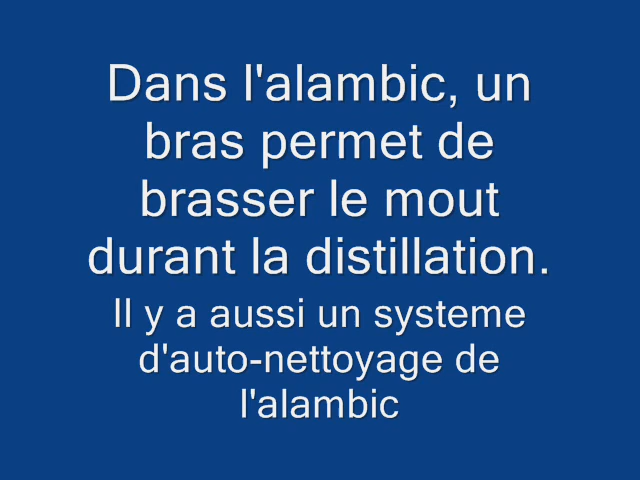 Dans l'alambic, un
bras permet de
brasser le mout
durant la distillation.
Il y a aussi un systeme
d'auto-nettoyage de
l'alambic